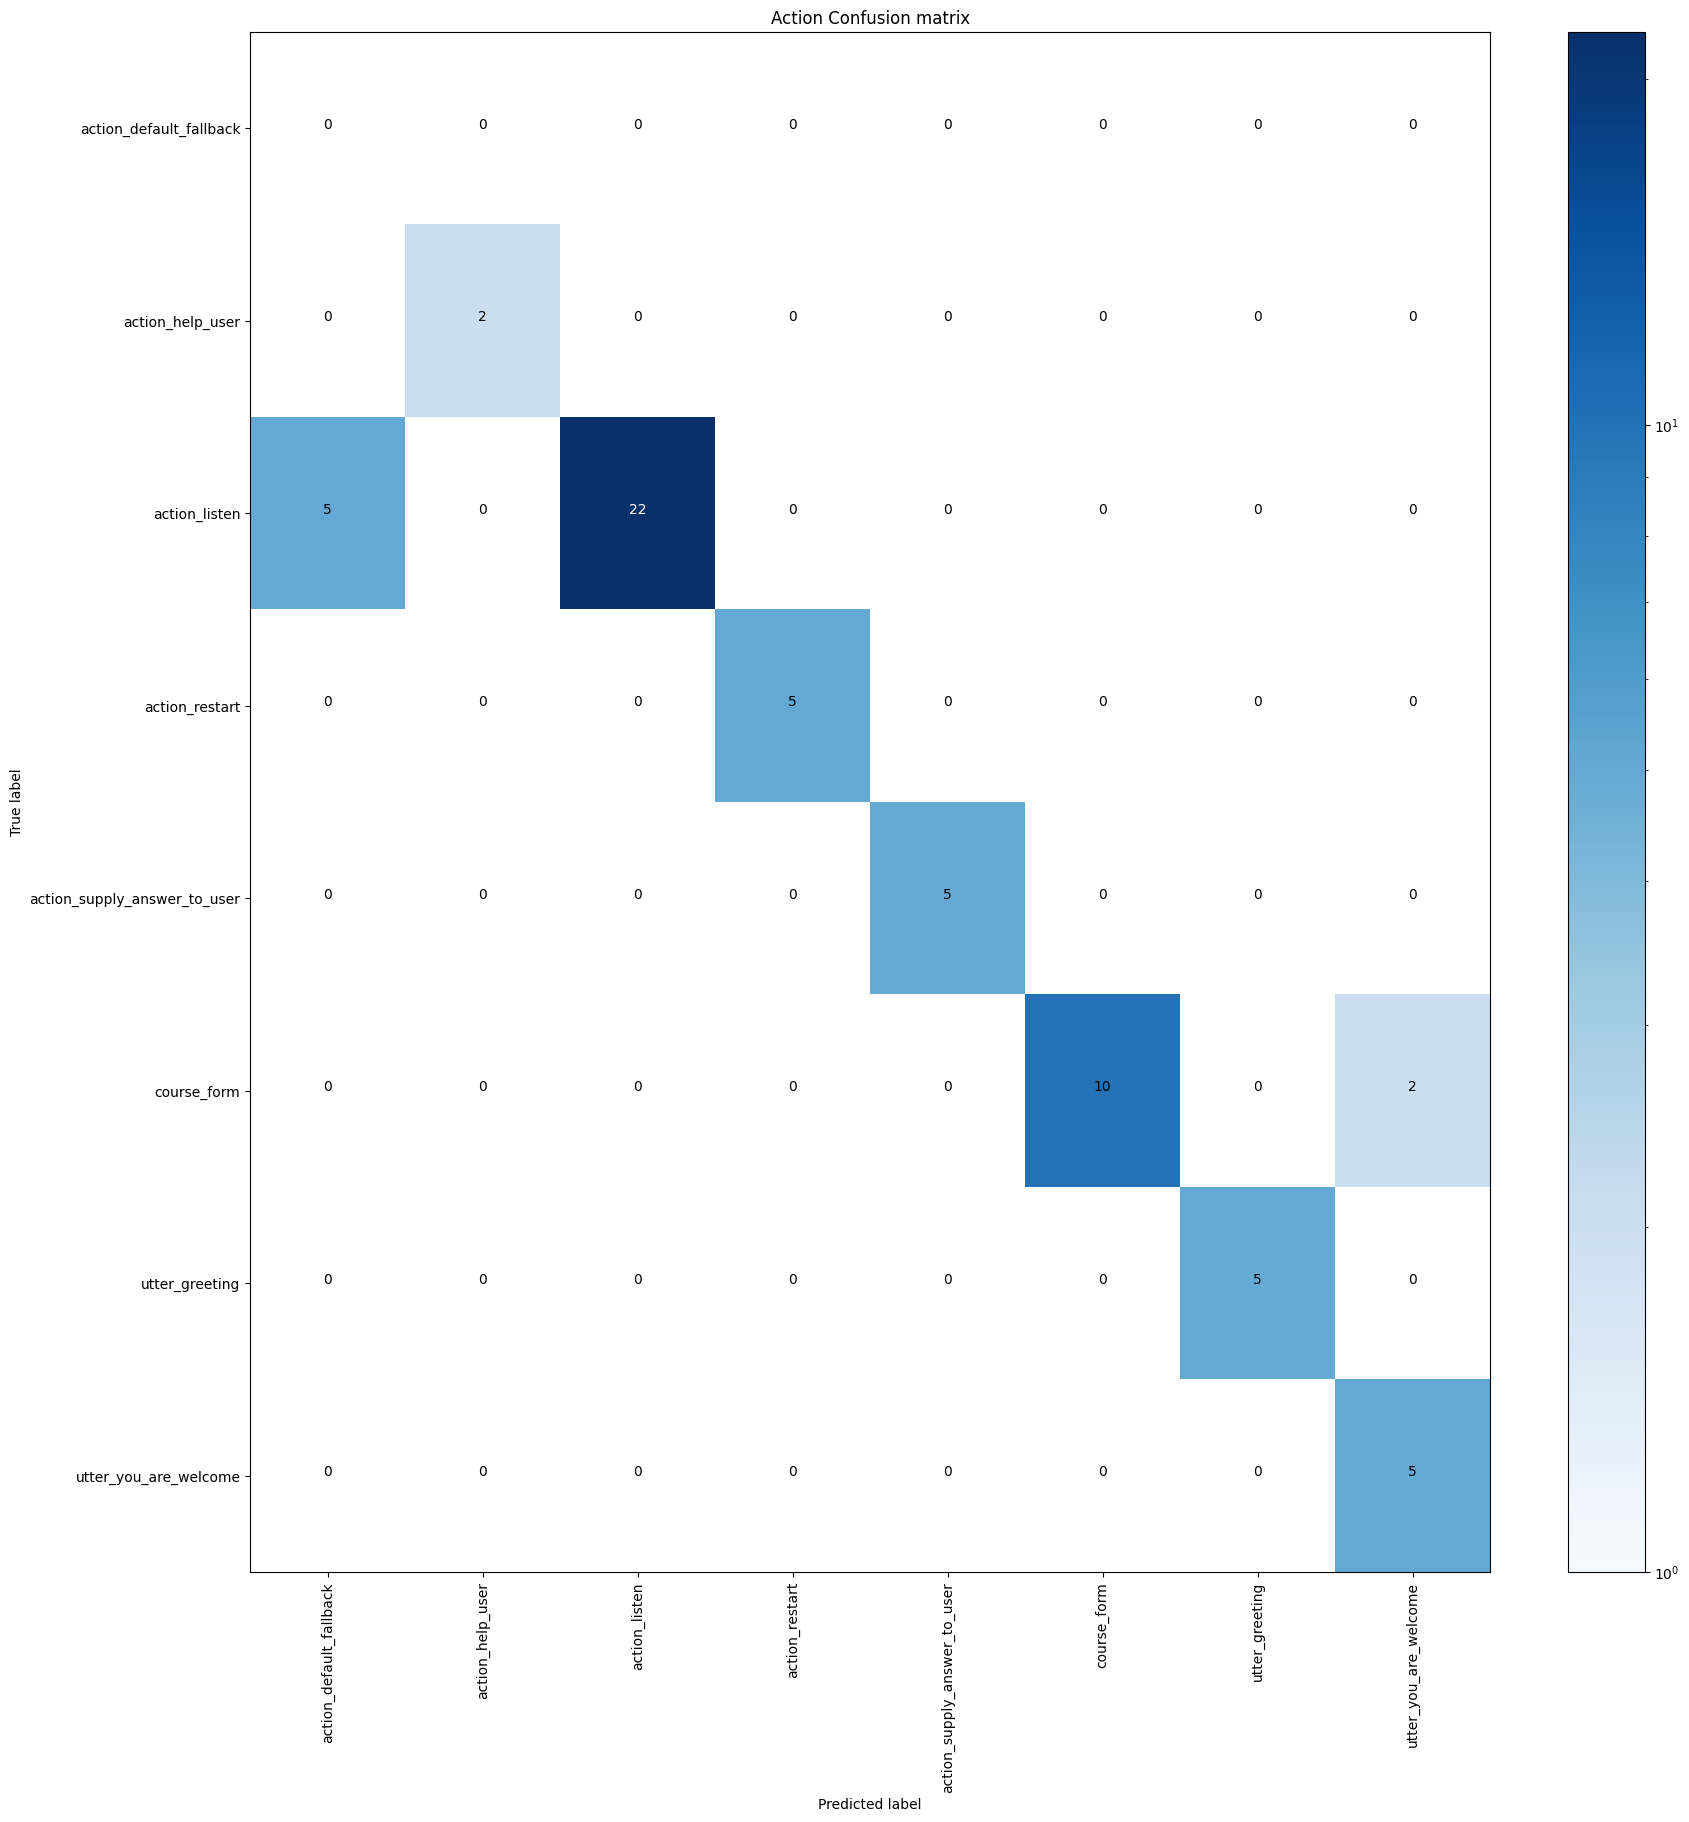 Action Confusion matrix
action_default_fallback 0 0 0 0 0 0 0 0
action_help_user 0 2 0 0 0 0 0 0
action_listen 5 0 22 0 0 0 0 0
action_restart 0 0 0 5 0 0 0 0
action_supply_answer_to_user 0 0 0 0 5 0 0 0
course_form 0 0 0 0 0 10 0 2
utter_greeting 0 0 0 0 0 0 5 0
utter_you_are_welcome 0 0 0 0 0 0 0 5
True label
action_default_fallback
action_help_user
action_listen
action_restart
action_supply_answer_to_user
course_form
utter_greeting
utter_you_are_welcome
Predicted label
10¹
10⁰